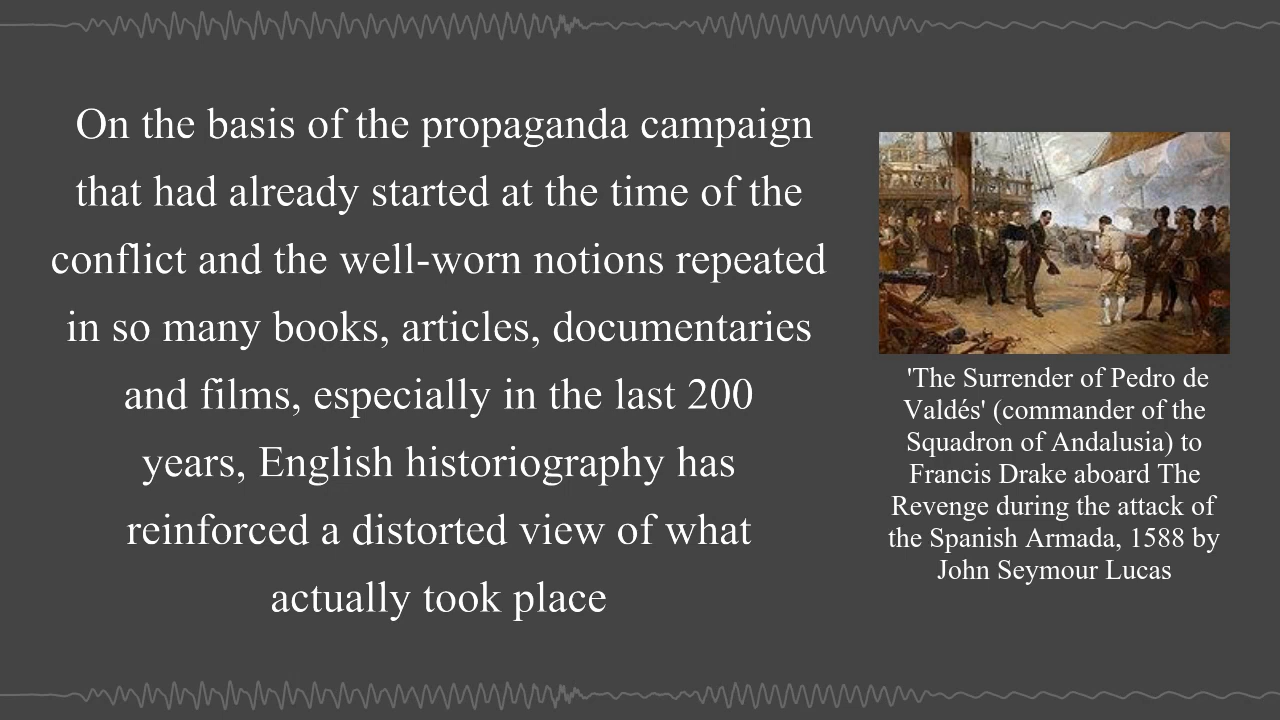 On the basis of the propaganda campaign
that had already started at the time of the
conflict and the well-worn notions repeated
in so many books, articles, documentaries
and films, especially in the last 200
years, English historiography has
reinforced a distorted view of what
actually took place
'The Surrender of Pedro de
Valdés' (commander of the
Squadron of Andalusia) to
Francis Drake aboard The
Revenge during the attack of
the Spanish Armada, 1588 by
John Seymour Lucas